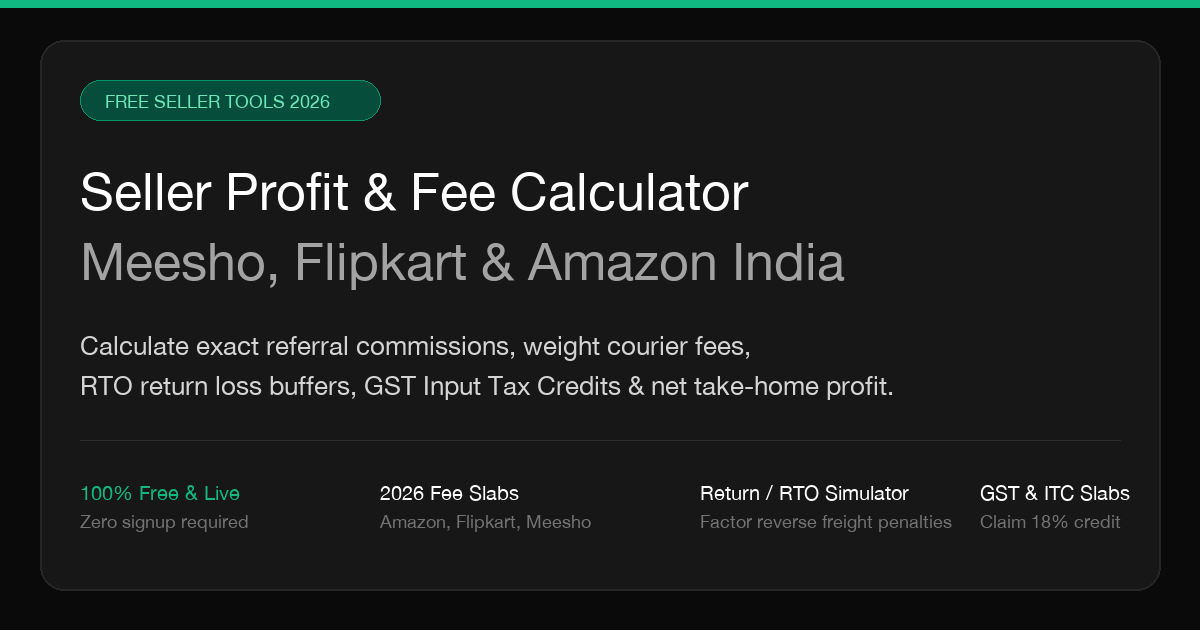 FREE SELLER TOOLS 2026
Seller Profit & Fee Calculator
Meesho, Flipkart & Amazon India
Calculate exact referral commissions, weight courier fees,
RTO return loss buffers, GST Input Tax Credits & net take-home profit.
100% Free & Live
Zero signup required
2026 Fee Slabs
Amazon, Flipkart, Meesho
Return / RTO Simulator
Factor reverse freight penalties
GST & ITC Slabs
Claim 18% credit